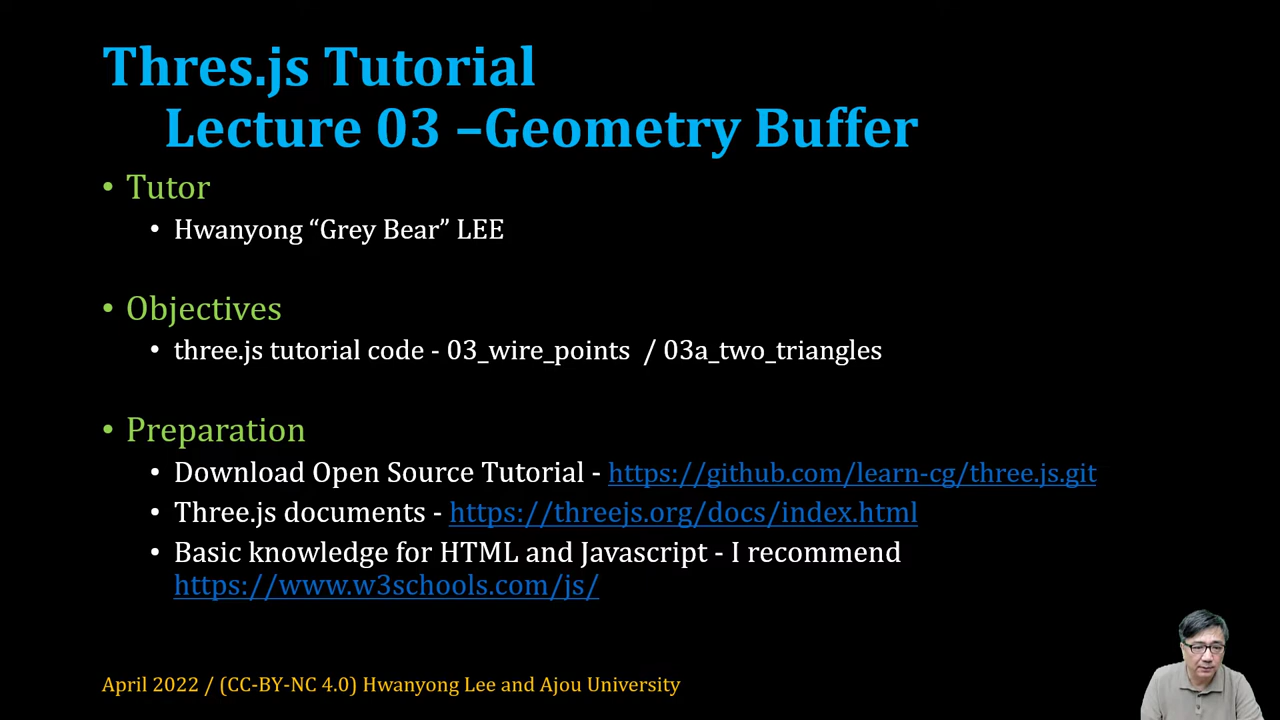 Thres.js Tutorial
Lecture 03 –Geometry Buffer
• Tutor
• Hwanyong “Grey Bear” LEE
• Objectives
• three.js tutorial code - 03_wire_points / 03a_two_triangles
• Preparation
• Download Open Source Tutorial - https://github.com/learn-cg/three.js.git
• Three.js documents - https://threejs.org/docs/index.html
• Basic knowledge for HTML and Javascript - I recommend
https://www.w3schools.com/js/
April 2022 / (CC-BY-NC 4.0) Hwanyong Lee and Ajou University